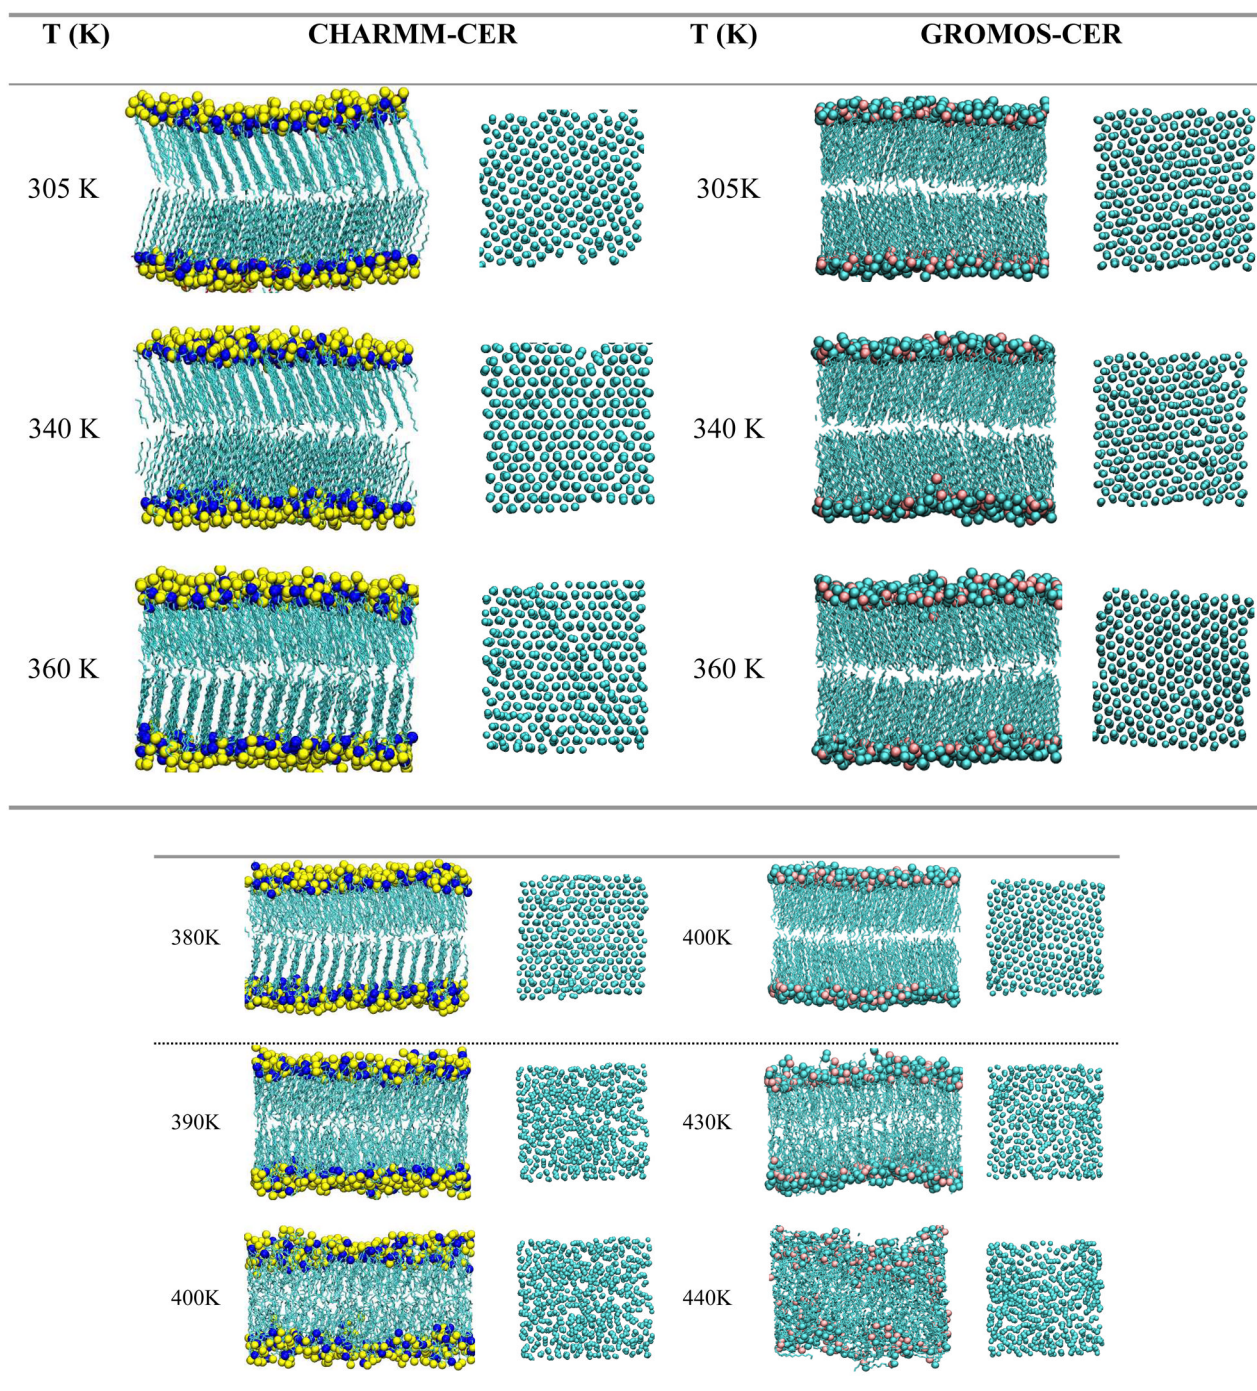 T (K) CHARMM-CER T (K) GROMOS-CER
305 K 305K
340 K 340 K
360 K 360 K
380K 400K
390K 430K
400K 440K